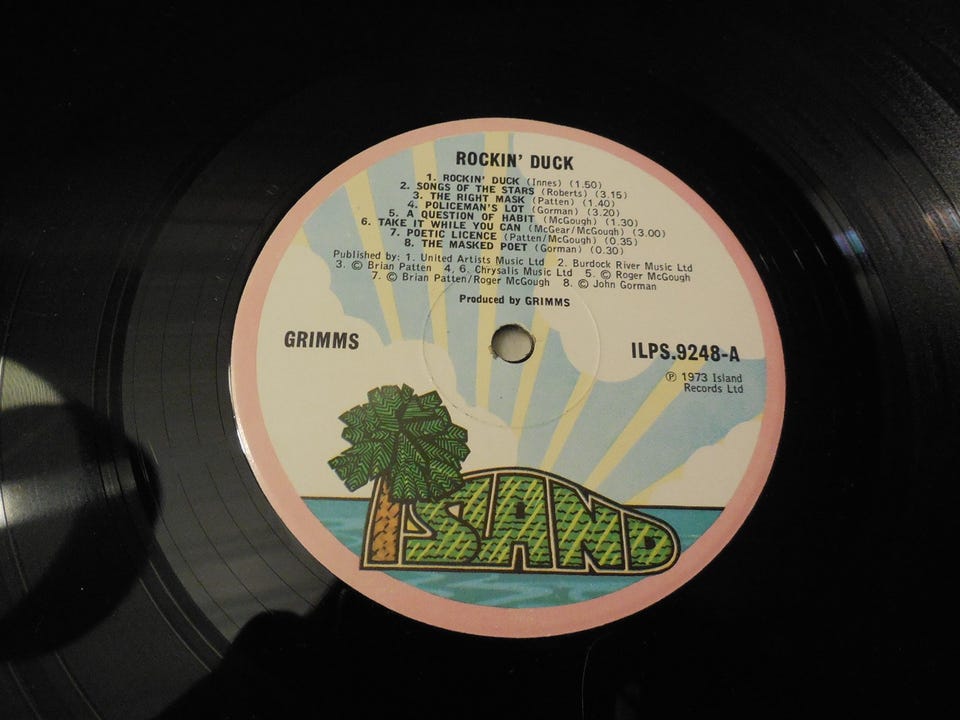 ROCKIN' DUCK
1. ROCKIN' DUCK (Innes) (1.50)
2. SONGS OF THE STARS (Roberts) (3.15)
3. THE RIGHT MASK (Patten) (1.40)
4. POLICEMAN'S LOT (Gorman) (3.20)
5. A QUESTION OF HABIT (McGough) (1.30)
6. TAKE IT WHILE YOU CAN (McGear/McGough) (3.00)
7. POETIC LICENCE (Patten/McGough) (0.35)
8. THE MASKED POET (Gorman) (0.30)
Published by: 1. United Artists Music Ltd 2. Burdock River Music Ltd
3. © Brian Patten 4, 6. Chrysalis Music Ltd 5. © Roger McGough
7. © Brian Patten/Roger McGough 8. © John Gorman
Produced by GRIMMS
GRIMMS
ILPS.9248-A
℗ 1973 Island
Records Ltd
ISLAND